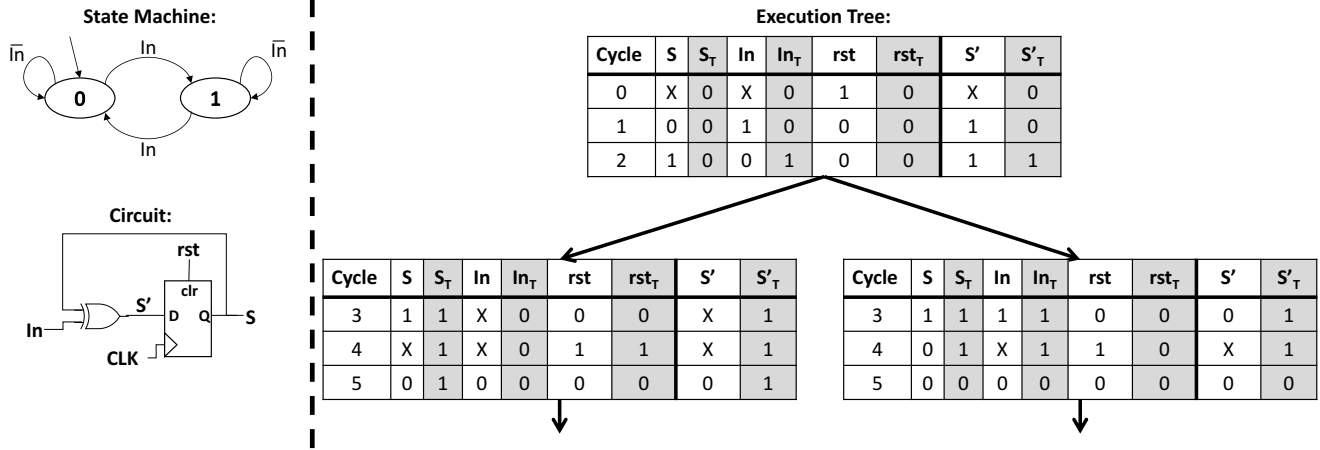 State Machine:
In
I̅n̅
I̅n̅
0
1
In
Circuit:
rst
clr
S'
D
Q
S
In
CLK
Execution Tree:
Cycle S S_T In In_T rst rst_T S' S'_T
0 X 0 X 0 1 0 X 0
1 0 0 1 0 0 0 1 0
2 1 0 0 1 0 0 1 1
Cycle S S_T In In_T rst rst_T S' S'_T
3 1 1 X 0 0 0 X 1
4 X 1 X 0 1 1 X 1
5 0 1 0 0 0 0 0 1
Cycle S S_T In In_T rst rst_T S' S'_T
3 1 1 1 1 0 0 0 1
4 0 1 X 1 1 0 X 1
5 0 0 0 0 0 0 0 0